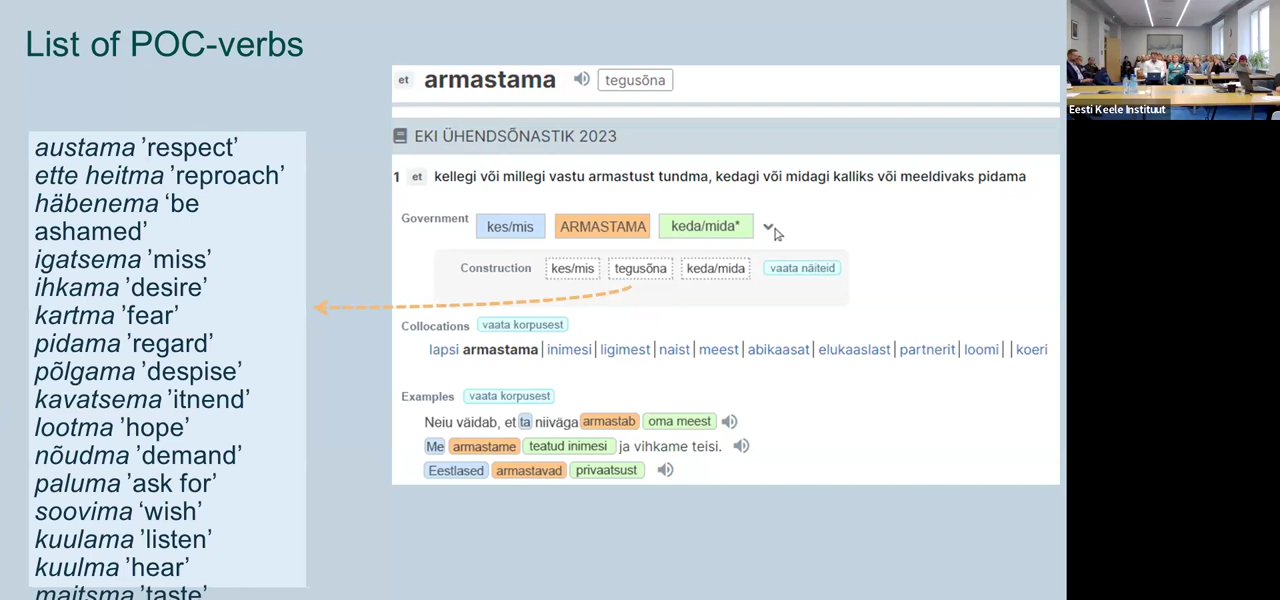 List of POC-verbs
austama ’respect’
ette heitma ’reproach’
häbenema ‘be
ashamed’
igatsema ’miss’
ihkama ’desire’
kartma ’fear’
pidama ’regard’
põlgama ’despise’
kavatsema ’itnend’
lootma ’hope’
nõudma ’demand’
paluma ’ask for’
soovima ‘wish’
kuulama ’listen’
kuulma ’hear’
maitsma ’taste’
et armastama tegusõna
EKI ÜHENDSÕNASTIK 2023
1 et kellegi või millegi vastu armastust tundma, kedagi või midagi kalliks või meeldivaks pidama
Government kes/mis ARMASTAMA keda/mida*
Construction kes/mis tegusõna keda/mida vaata näiteid
Collocations vaata korpusest
lapsi armastama | inimesi | ligimest | naist | meest | abikaasat | elukaaslast | partnerit | loomi | | koeri
Examples vaata korpusest
Neiu väidab, et ta niiväga armastab oma meest
Me armastame teatud inimesi ja vihkame teisi.
Eestlased armastavad privaatsust
Eesti Keele Instituut